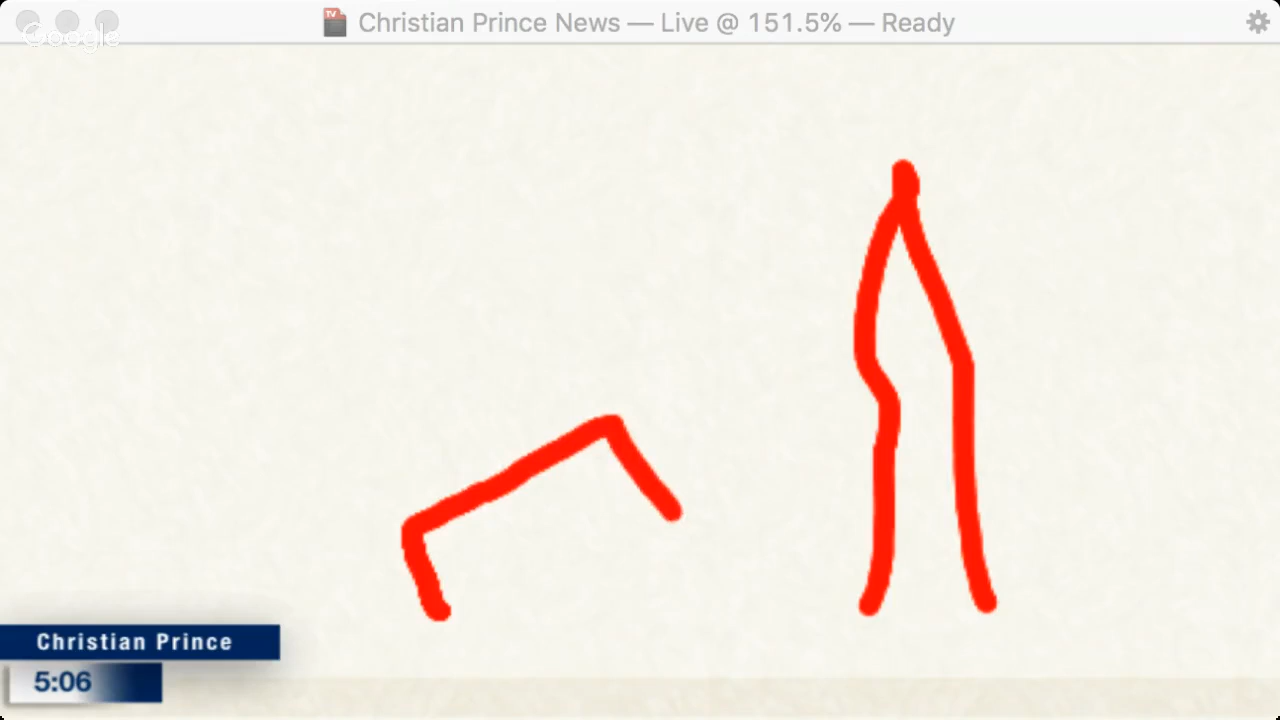 Google
Christian Prince News — Live @ 151.5% — Ready
Christian Prince
5:06